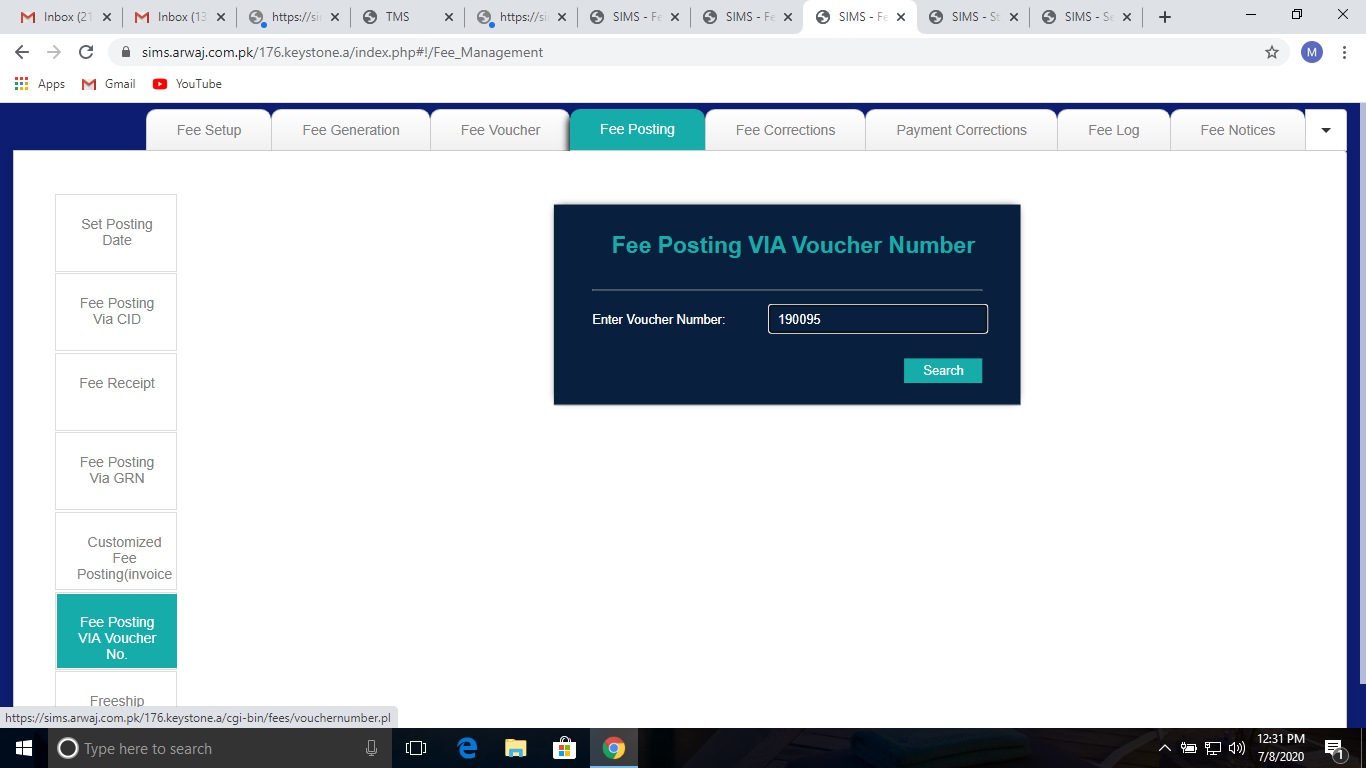 Inbox (21
Inbox (13
https://si
TMS
https://si
SIMS - Fe
SIMS - Fe
SIMS - Fe
SIMS - St
SIMS - Se
sims.arwaj.com.pk/176.keystone.a/index.php#!/Fee_Management
M
Apps
Gmail
YouTube
Fee Setup
Fee Generation
Fee Voucher
Fee Posting
Fee Corrections
Payment Corrections
Fee Log
Fee Notices
Set Posting
Date
Fee Posting
Via CID
Fee Receipt
Fee Posting
Via GRN
Customized
Fee
Posting(invoice
Fee Posting
VIA Voucher
No.
Freeship
Fee Posting VIA Voucher Number
Enter Voucher Number:
190095
Search
https://sims.arwaj.com.pk/176.keystone.a/cgi-bin/fees/vouchernumber.pl
Type here to search
12:31 PM
7/8/2020
1